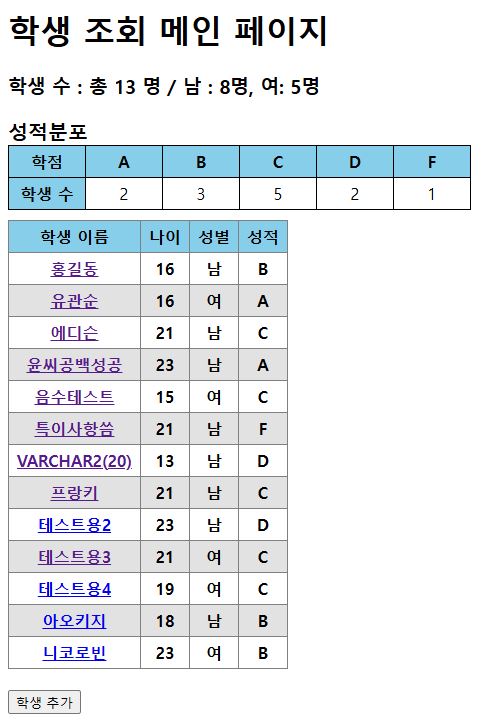 학생 조회 메인 페이지
학생 수 : 총 13 명 / 남 : 8명, 여: 5명
성적분포
학점 A B C D F
학생 수 2 3 5 2 1
학생 이름 나이 성별 성적
홍길동 16 남 B
유관순 16 여 A
에디슨 21 남 C
윤씨공백성공 23 남 A
음수테스트 15 여 C
특이사항씀 21 남 F
VARCHAR2(20) 13 남 D
프랑키 21 남 C
테스트용2 23 남 D
테스트용3 21 여 C
테스트용4 19 여 C
아오키지 18 남 B
니코로빈 23 여 B
학생 추가